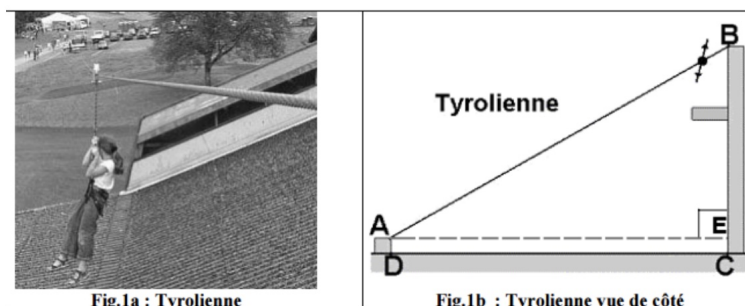 Tyrolienne
B
A
E
D
C
Fig.1a : Tyrolienne
Fig.1b : Tyrolienne vue de côté